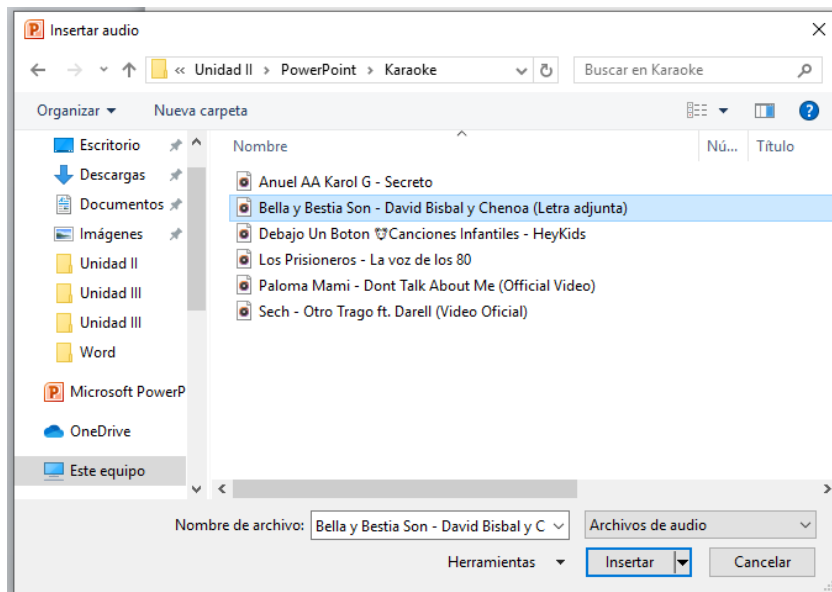 Insertar audio
« Unidad II > PowerPoint > Karaoke
Buscar en Karaoke
Organizar
Nueva carpeta
Nombre
Nú...
Título
Escritorio
Descargas
Documentos
Imágenes
Unidad II
Unidad III
Unidad III
Word
Microsoft PowerP
OneDrive
Este equipo
Anuel AA Karol G - Secreto
Bella y Bestia Son - David Bisbal y Chenoa (Letra adjunta)
Debajo Un Boton Canciones Infantiles - HeyKids
Los Prisioneros - La voz de los 80
Paloma Mami - Dont Talk About Me (Official Video)
Sech - Otro Trago ft. Darell (Video Oficial)
Nombre de archivo: Bella y Bestia Son - David Bisbal y C
Archivos de audio
Herramientas
Insertar
Cancelar